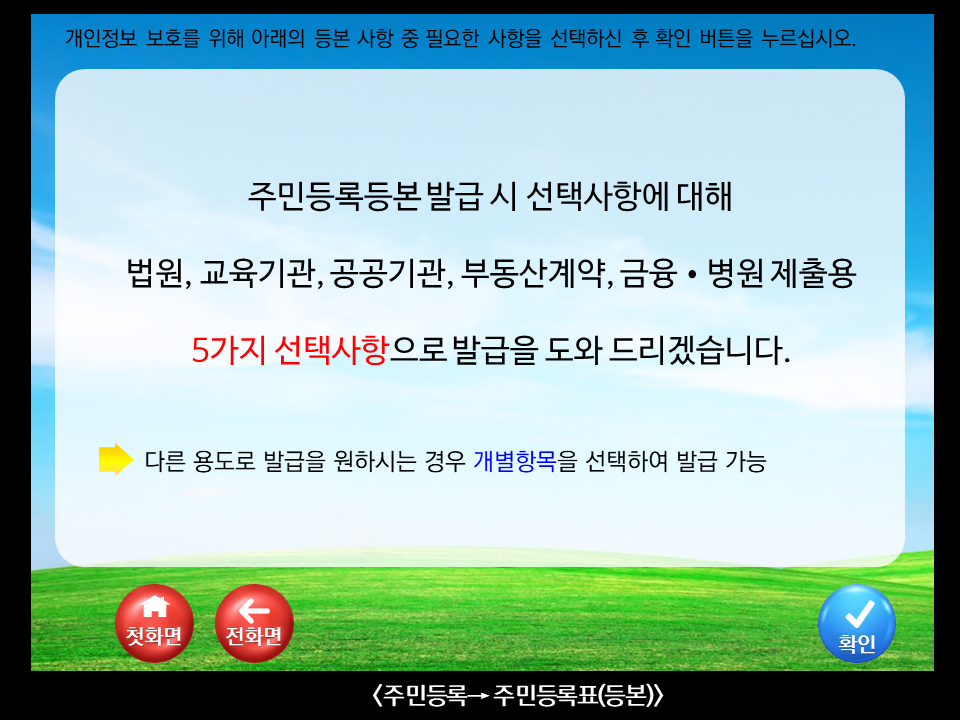 개인정보 보호를 위해 아래의 등본 사항 중 필요한 사항을 선택하신 후 확인 버튼을 누르십시오.
주민등록등본 발급 시 선택사항에 대해
법원, 교육기관, 공공기관, 부동산계약, 금융 • 병원 제출용
5가지 선택사항으로 발급을 도와 드리겠습니다.
다른 용도로 발급을 원하시는 경우 개별항목을 선택하여 발급 가능
첫화면
전화면
확인
<주민등록→ 주민등록표(등본)>